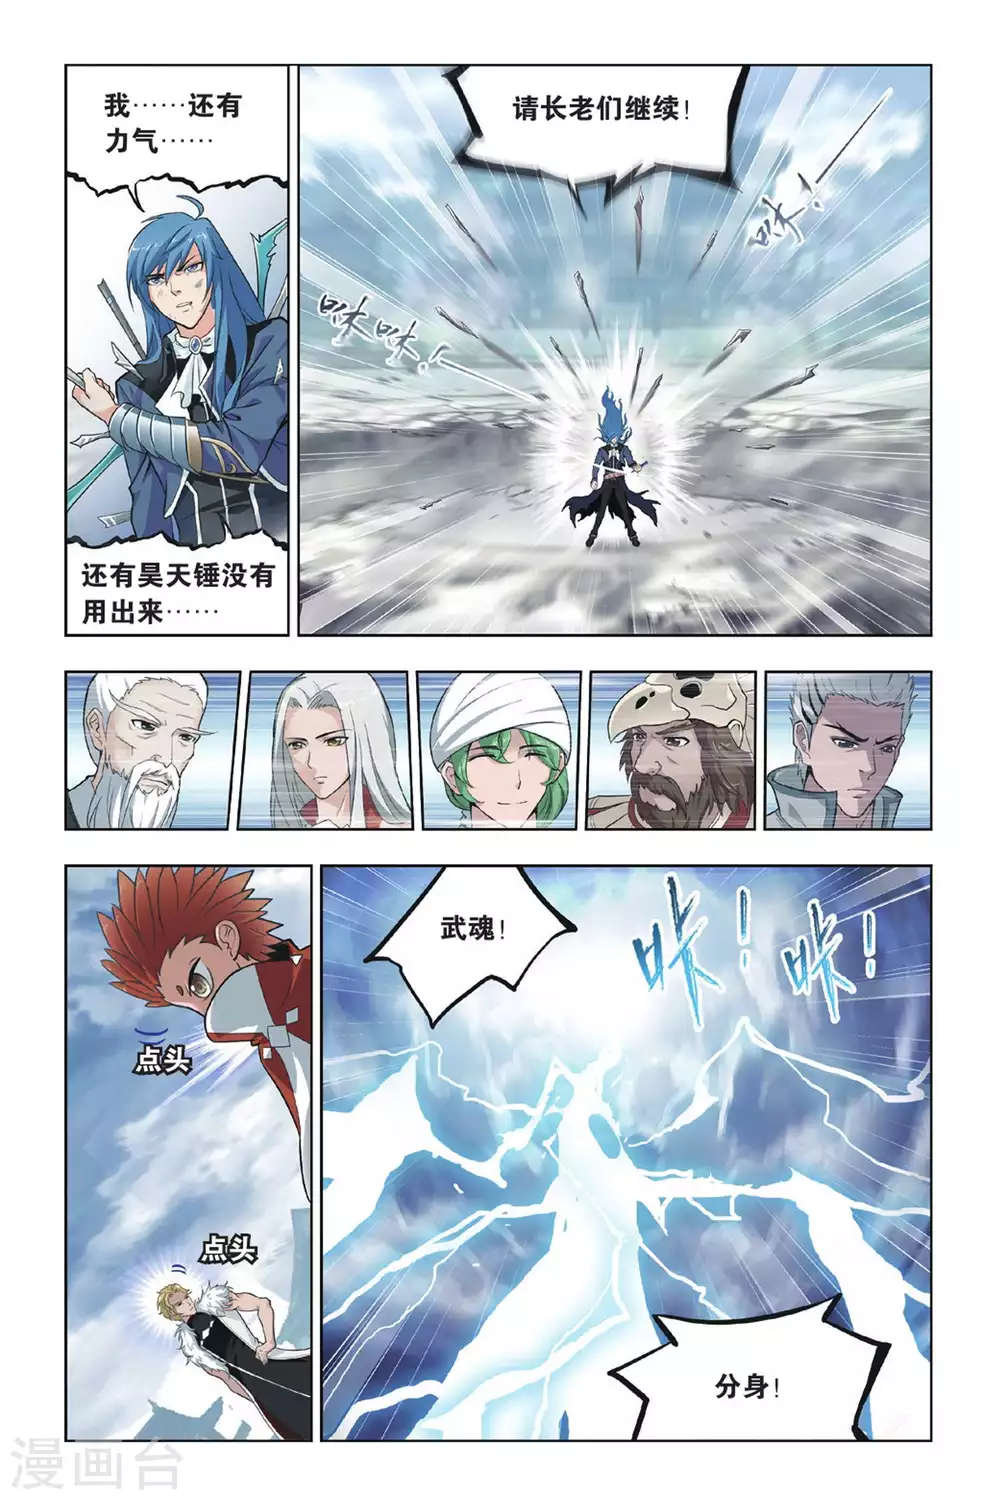 我……还有
力气……
还有昊天锤没有
用出来……
请长老们继续！
咻咻！
咻！
点头
点头
武魂！
咔！咔！
分身！
漫画台